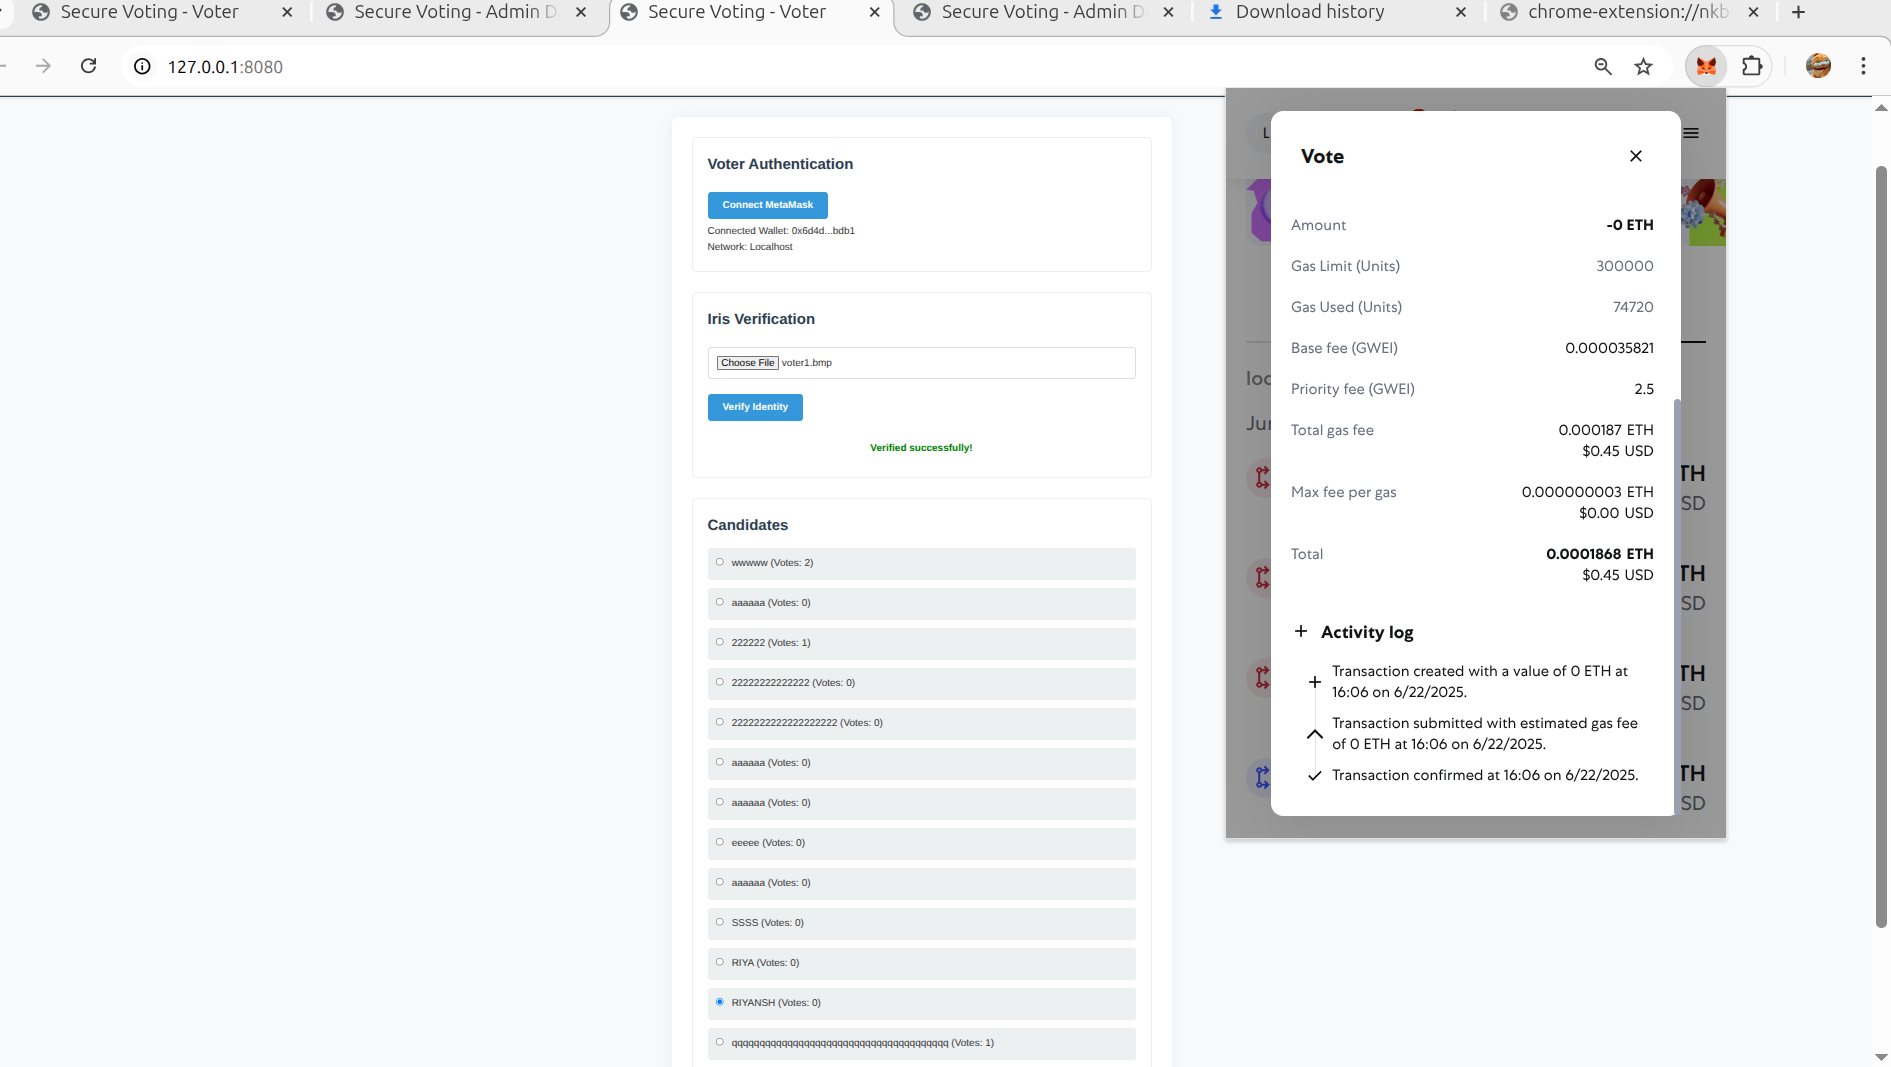 Secure Voting - Voter
Secure Voting - Admin D
Secure Voting - Voter
Secure Voting - Admin D
Download history
chrome-extension://nkb
127.0.0.1:8080
Voter Authentication
Connect MetaMask
Connected Wallet: 0x6d4d...bdb1
Network: Localhost
Iris Verification
Choose File voter1.bmp
Verify Identity
Verified successfully!
Candidates
wwwww (Votes: 2)
aaaaaa (Votes: 0)
222222 (Votes: 1)
22222222222222 (Votes: 0)
2222222222222222222 (Votes: 0)
aaaaaa (Votes: 0)
aaaaaa (Votes: 0)
eeeee (Votes: 0)
aaaaaa (Votes: 0)
SSSS (Votes: 0)
RIYA (Votes: 0)
RIYANSH (Votes: 0)
qqqqqqqqqqqqqqqqqqqqqqqqqqqqqqqqqqqqqqq (Votes: 1)
L
Vote
Amount -0 ETH
Gas Limit (Units) 300000
Gas Used (Units) 74720
Base fee (GWEI) 0.000035821
Priority fee (GWEI) 2.5
Total gas fee 0.000187 ETH
$0.45 USD
Max fee per gas 0.000000003 ETH
$0.00 USD
Total 0.0001868 ETH
$0.45 USD
Activity log
Transaction created with a value of 0 ETH at
16:06 on 6/22/2025.
Transaction submitted with estimated gas fee
of 0 ETH at 16:06 on 6/22/2025.
Transaction confirmed at 16:06 on 6/22/2025.
loc
Jur
TH
SD
TH
SD
TH
SD
TH
SD